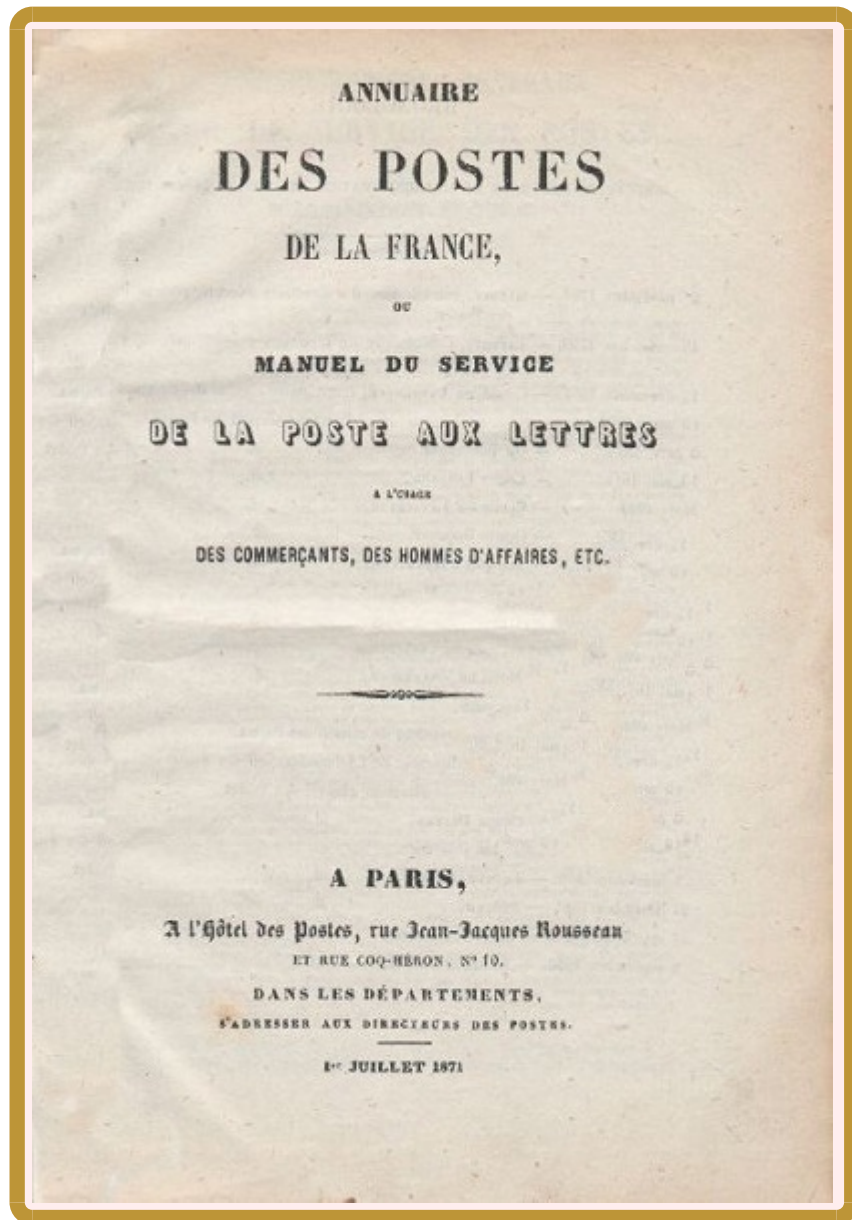 ANNUAIRE
DES POSTES
DE LA FRANCE,
OU
MANUEL DU SERVICE
DE LA POSTE AUX LETTRES
A L'USAGE
DES COMMERÇANTS, DES HOMMES D'AFFAIRES, ETC.
A PARIS,
A l'Hôtel des Postes, rue Jean-Jacques Rousseau
ET RUE COQ-HÉRON, Nº 10.
DANS LES DÉPARTEMENTS,
S'ADRESSER AUX DIRECTEURS DES POSTES.
1er JUILLET 1871